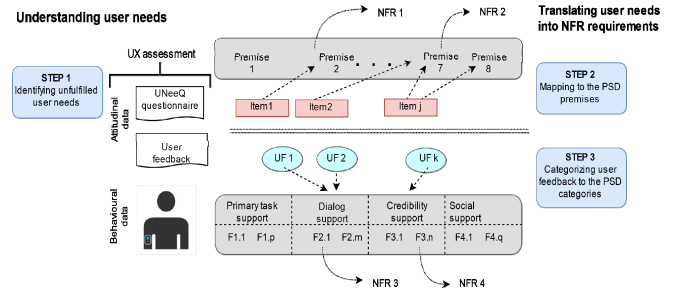 Understanding user needs
NFR 1
NFR 2
Translating user needs
into NFR requirements
UX assessment
Premise
1
Premise
2
. . .
Premise
7
Premise
8
STEP 1
Identifying unfulfilled
user needs
Attitudinal
data
UNeeQ
questionnaire
Item1
Item2
Item j
STEP 2
Mapping to the PSD
premises
User
feedback
UF 1
UF 2
UF k
STEP 3
Categorizing user
feedback to the PSD
categories
Behavioural
data
Primary task
support
Dialog
support
Credibility
support
Social
support
F1.1 F1.p
F2.1 F2.m
F3.1 F3.n
F4.1 F4.q
NFR 3
NFR 4